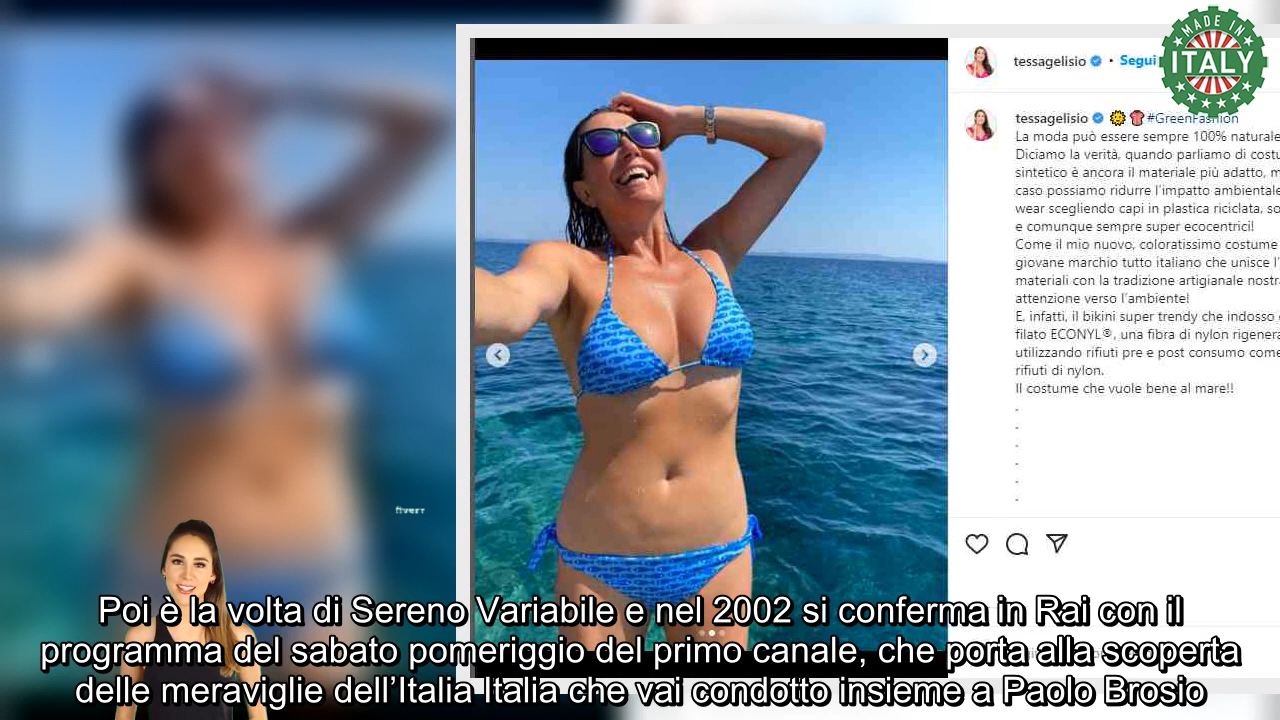 MADE IN
ITALY
tessagelisio • Segui
tessagelisio #GreenFashion
La moda può essere sempre 100% natural
Diciamo la verità, quando parliamo di costu
sintetico è ancora il materiale più adatto, m
caso possiamo ridurre l'impatto ambientale
wear scegliendo capi in plastica riciclata, so
e comunque sempre super ecocentrici!
Come il mio nuovo, coloratissimo costume
giovane marchio tutto italiano che unisce l'
materiali con la tradizione artigianale nostr
attenzione verso l'ambiente!
E, infatti, il bikini super trendy che indosso
filato ECONYL®, una fibra di nylon rigener
utilizzando rifiuti pre e post consumo com
rifiuti di nylon.
Il costume che vuole bene al mare!!
.
.
.
.
.
.
fiverr
Poi è la volta di Sereno Variabile e nel 2002 si conferma in Rai con il
programma del sabato pomeriggio del primo canale, che porta alla scoperta
delle meraviglie dell'Italia Italia che vai condotto insieme a Paolo Brosio